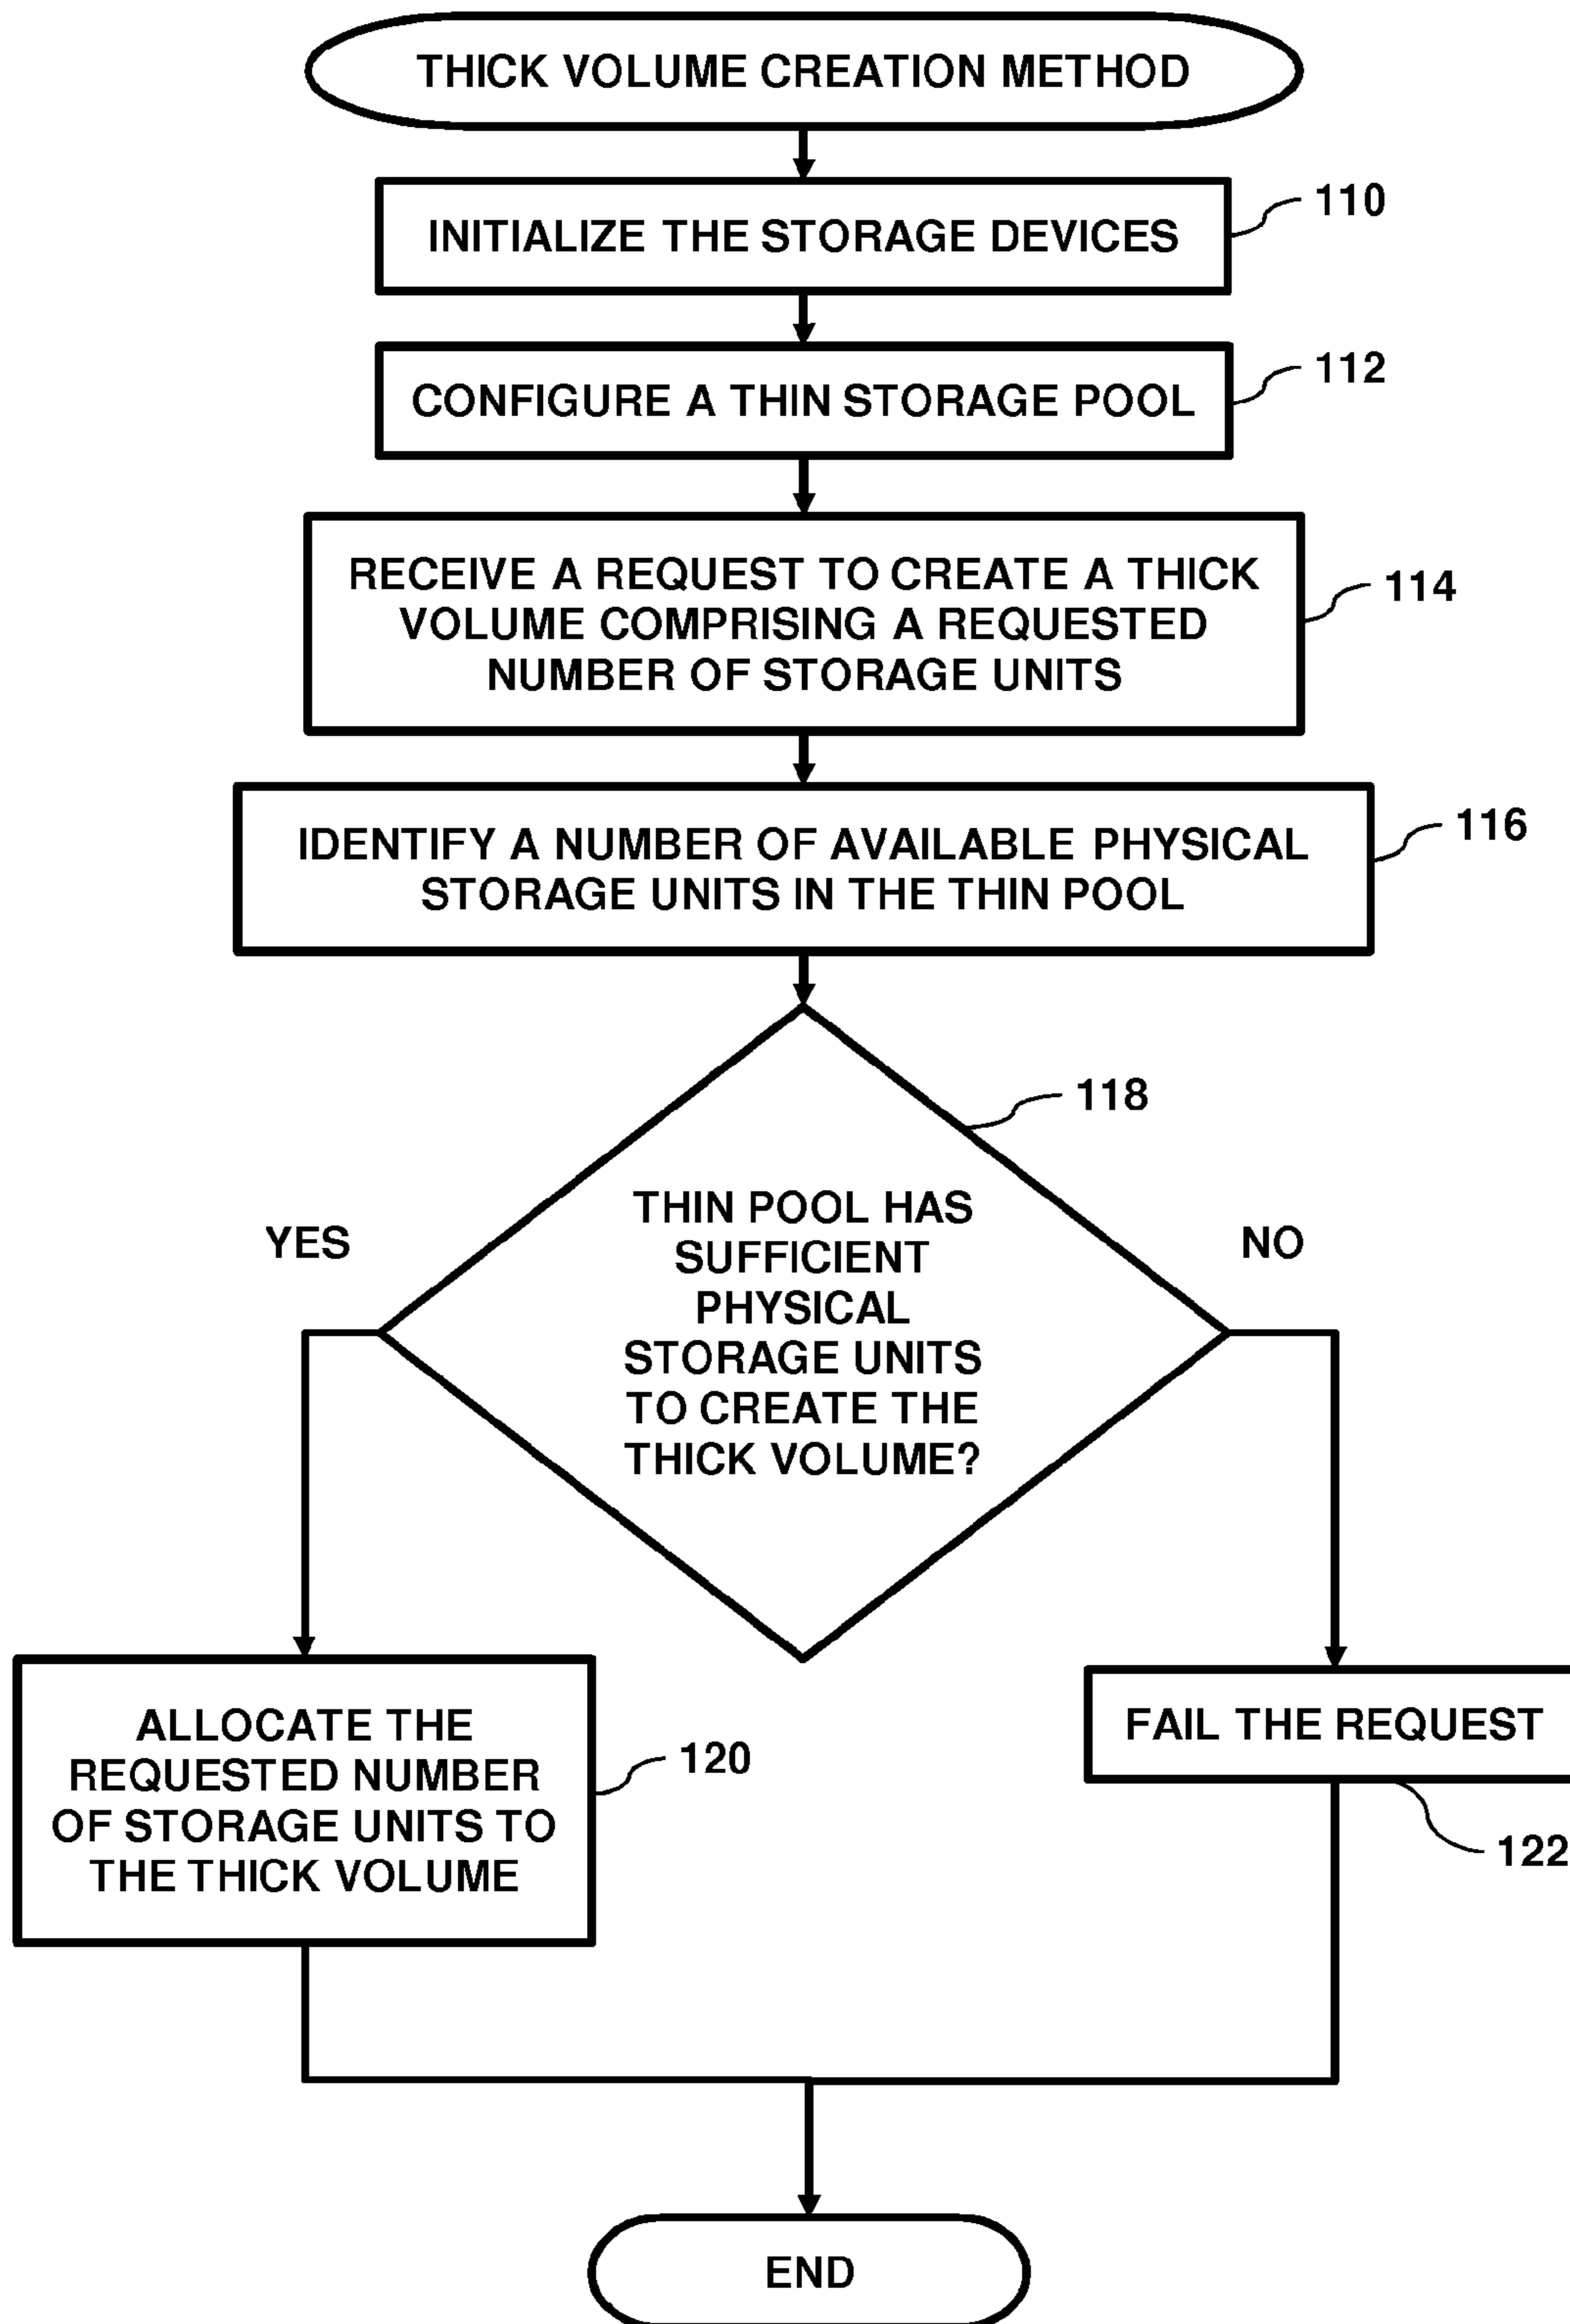 THICK VOLUME CREATION METHOD
110
INITIALIZE THE STORAGE DEVICES
112
CONFIGURE A THIN STORAGE POOL
RECEIVE A REQUEST TO CREATE A THICK
VOLUME COMPRISING A REQUESTED
NUMBER OF STORAGE UNITS
114
IDENTIFY A NUMBER OF AVAILABLE PHYSICAL
STORAGE UNITS IN THE THIN POOL
116
118
THIN POOL HAS
SUFFICIENT
PHYSICAL
STORAGE UNITS
TO CREATE THE
THICK VOLUME?
YES
NO
ALLOCATE THE
REQUESTED NUMBER
OF STORAGE UNITS TO
THE THICK VOLUME
120
FAIL THE REQUEST
122
END